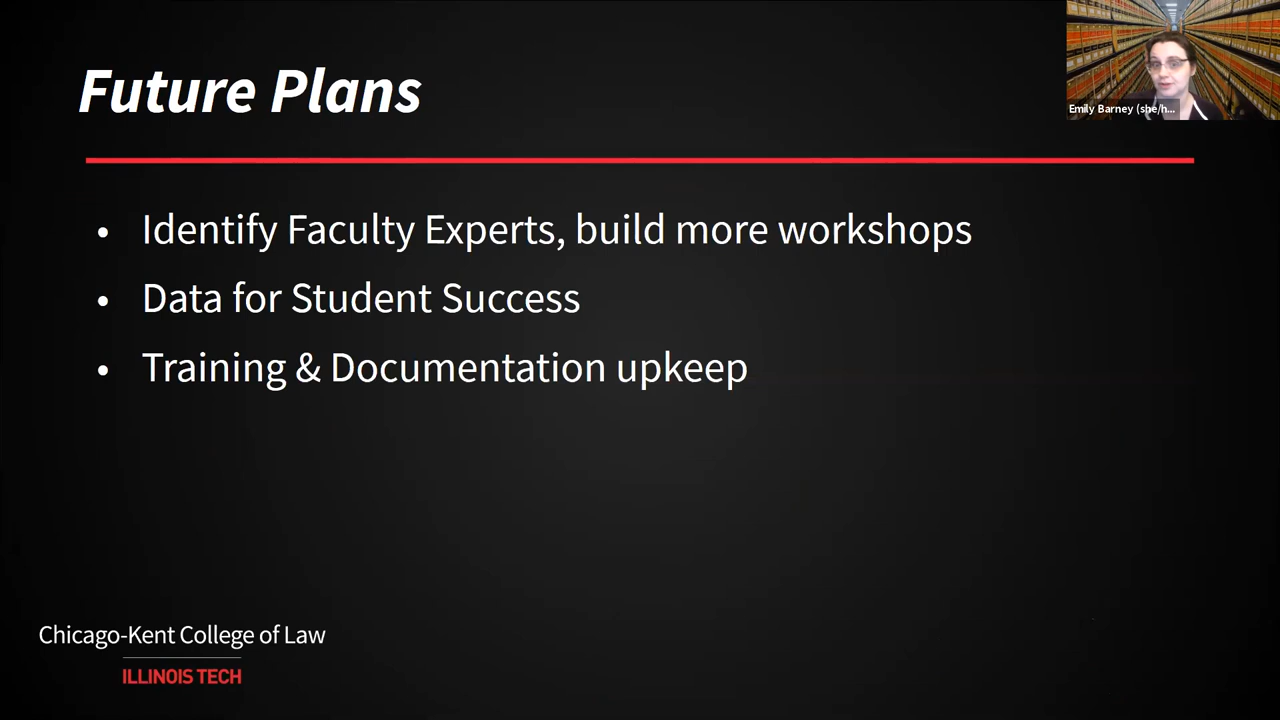 Future Plans
Emily Barney (she/h...
• Identify Faculty Experts, build more workshops
• Data for Student Success
• Training & Documentation upkeep
Chicago-Kent College of Law
ILLINOIS TECH